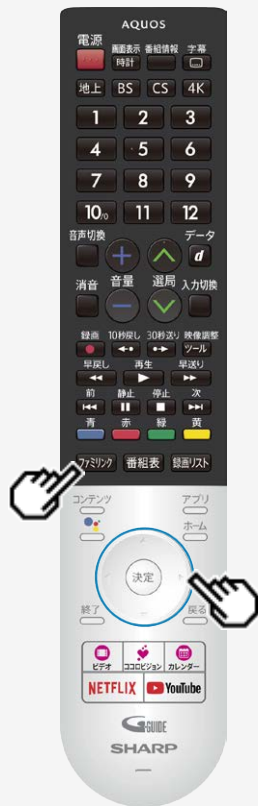 AQUOS
電源
画面表示 番組情報 字幕
時計
地上 BS CS 4K
1 2 3
4 5 6
7 8 9
10/0 11 12
音声切換 データ
d
消音 音量 選局 入力切換
録画 10秒戻し 30秒送り 映像調整
ツール
早戻し 再生 早送り
前 静止 停止 次
青 赤 緑 黄
ファミリンク 番組表 録画リスト
コンテンツ アプリ
ホーム
決定
終了 戻る
ビデオ ココロビジョン カレンダー
NETFLIX YouTube
G-GUIDE
SHARP